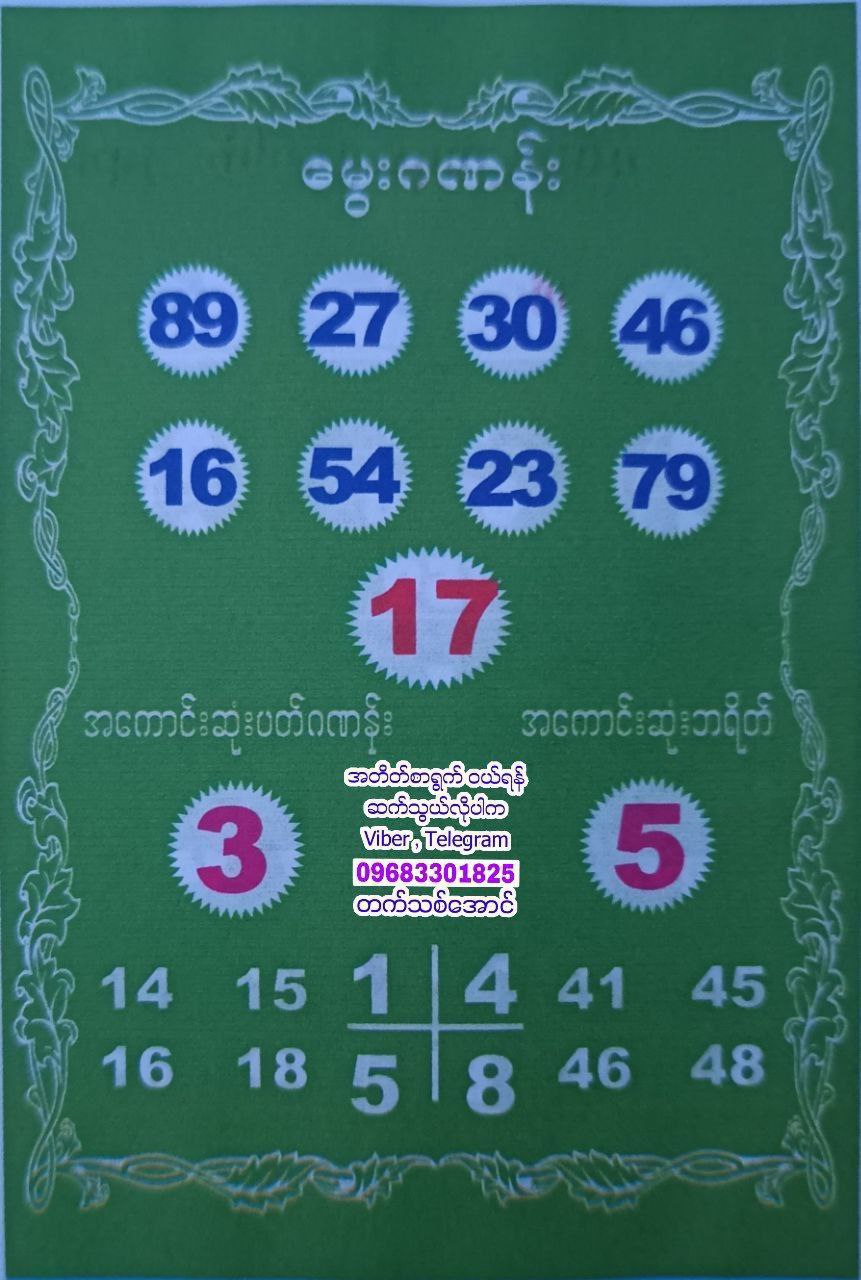 မွေးဂဏန်း
89 27 30 46
16 54 23 79
17
အကောင်းဆုံးပတ်ဂဏန်း အကောင်းဆုံးဘရိတ်
အတိတ်စာရွက် ဝယ်ရန်
ဆက်သွယ်လိုပါက
Viber , Telegram
3 5
09683301825
တက်သစ်အောင်
14 15 1 4 41 45
16 18 5 8 46 48